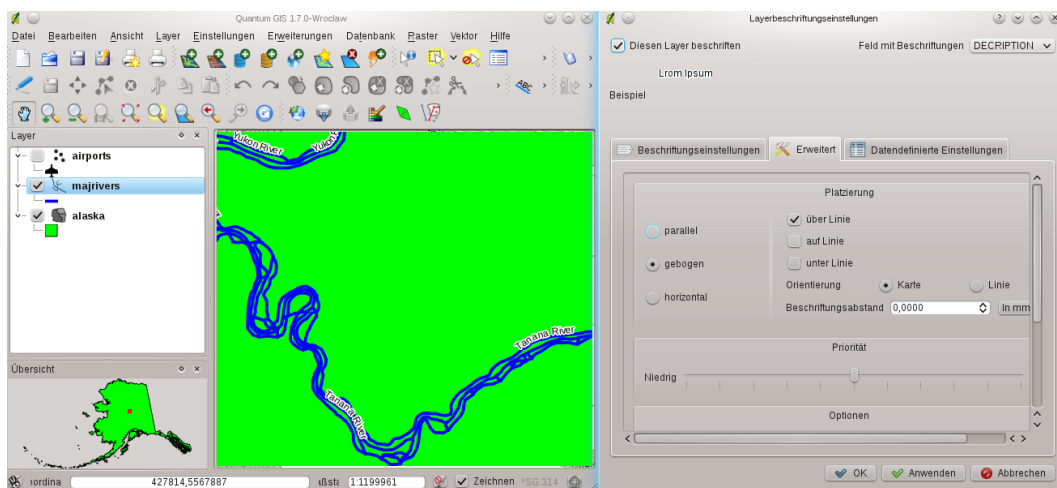 Quantum GIS 1.7.0-Wroclaw
Datei Bearbeiten Ansicht Layer Einstellungen Erweiterungen Datenbank Raster Vektor Hilfe
ABC
Layer
airports
majrivers
alaska
Übersicht
Yukon River
Yukon
Tanana River
Tanana River
oordina
427814,5567887
1:1199961
Zeichnen
Layerbeschriftungseinstellungen
Diesen Layer beschriften
Feld mit Beschriftungen DECRIPTION
Lrom Ipsum
Beispiel
Beschriftungseinstellungen Erweitert Datendefinierte Einstellungen
Platzierung
parallel
gebogen
horizontal
über Linie
auf Linie
unter Linie
Orientierung Karte Linie
Beschriftungsabstand 0,0000 In mm
Priorität
Niedrig
Optionen
OK Anwenden Abbrechen